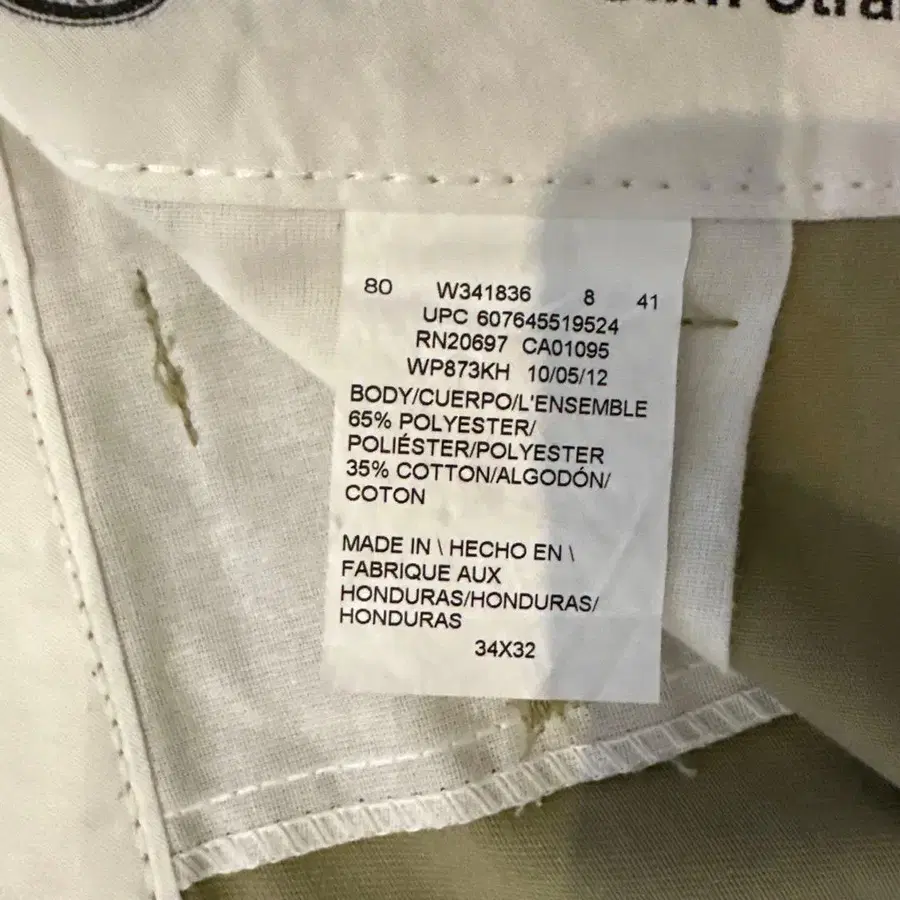 80 W341836 8 41
UPC 607645519524
RN20697 CA01095
WP873KH 10/05/12
BODY/CUERPO/L'ENSEMBLE
65% POLYESTER/
POLIÉSTER/POLYESTER
35% COTTON/ALGODÓN/
COTON
MADE IN \ HECHO EN \
FABRIQUE AUX
HONDURAS/HONDURAS/
HONDURAS
34X32